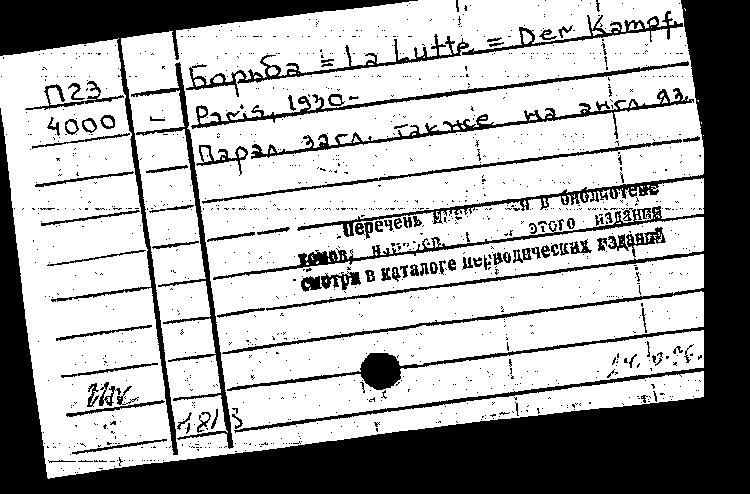 Борьба = La Lutte = Der Kampf.
П23
4000 – Paris, 1930-
Парал. загл. также на англ. яз.
Перечень в библиотеке
томов, этого издания
смотри в каталоге периодических изданий